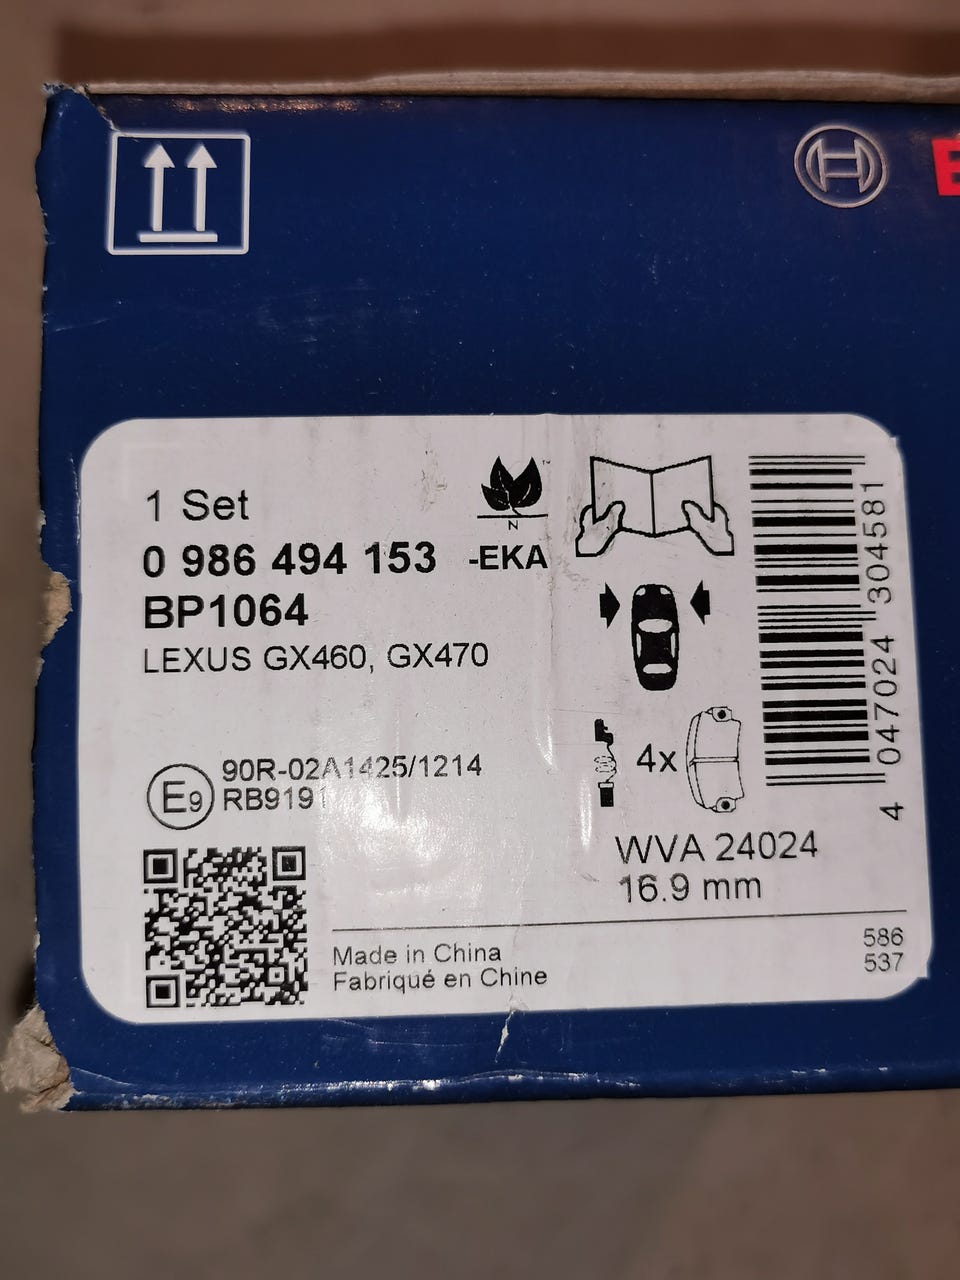 1 Set
0 986 494 153 -EKA
BP1064
LEXUS GX460, GX470
N
E9
90R-02A1425/1214
RB9191
4x
WVA 24024
16.9 mm
Made in China
Fabriqué en Chine
586
537
4 047024 304581